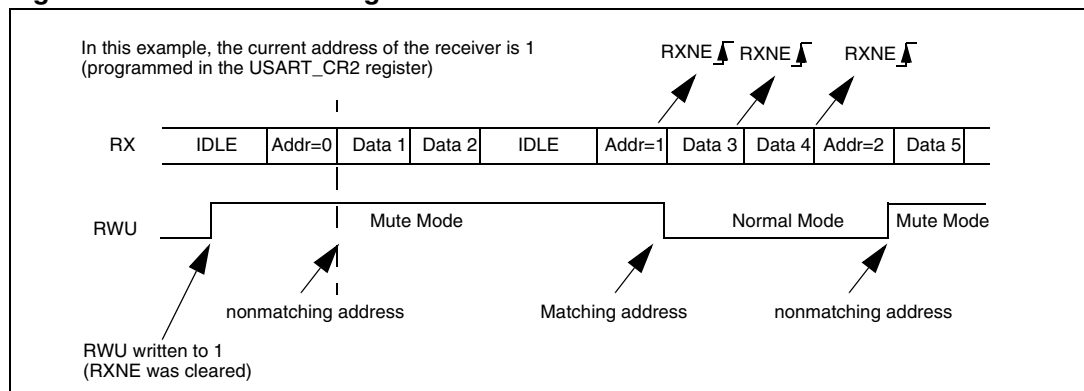 In this example, the current address of the receiver is 1
(programmed in the USART_CR2 register)
RXNE RXNE RXNE
RX IDLE Addr=0 Data 1 Data 2 IDLE Addr=1 Data 3 Data 4 Addr=2 Data 5
RWU Mute Mode Normal Mode Mute Mode
nonmatching address Matching address nonmatching address
RWU written to 1
(RXNE was cleared)